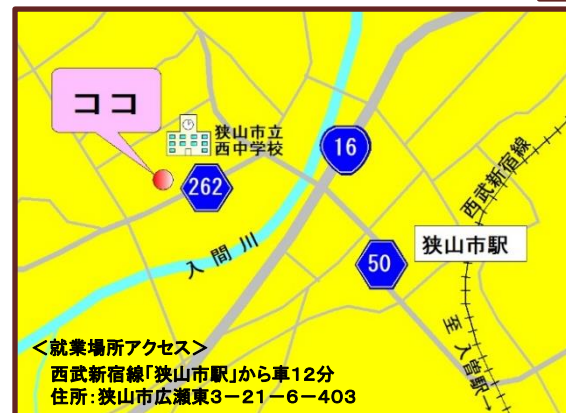 ココ
狭山市立
西中学校
16
262
西武新宿線
狭山市駅
入間川
50
至 入曽駅
＜就業場所アクセス＞
西武新宿線「狭山市駅」から車12分
住所：狭山市広瀬東3－21－6－403